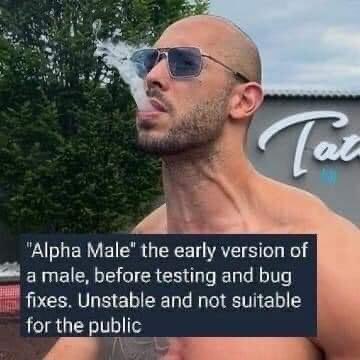 Tat
"Alpha Male" the early version of
a male, before testing and bug
fixes. Unstable and not suitable
for the public